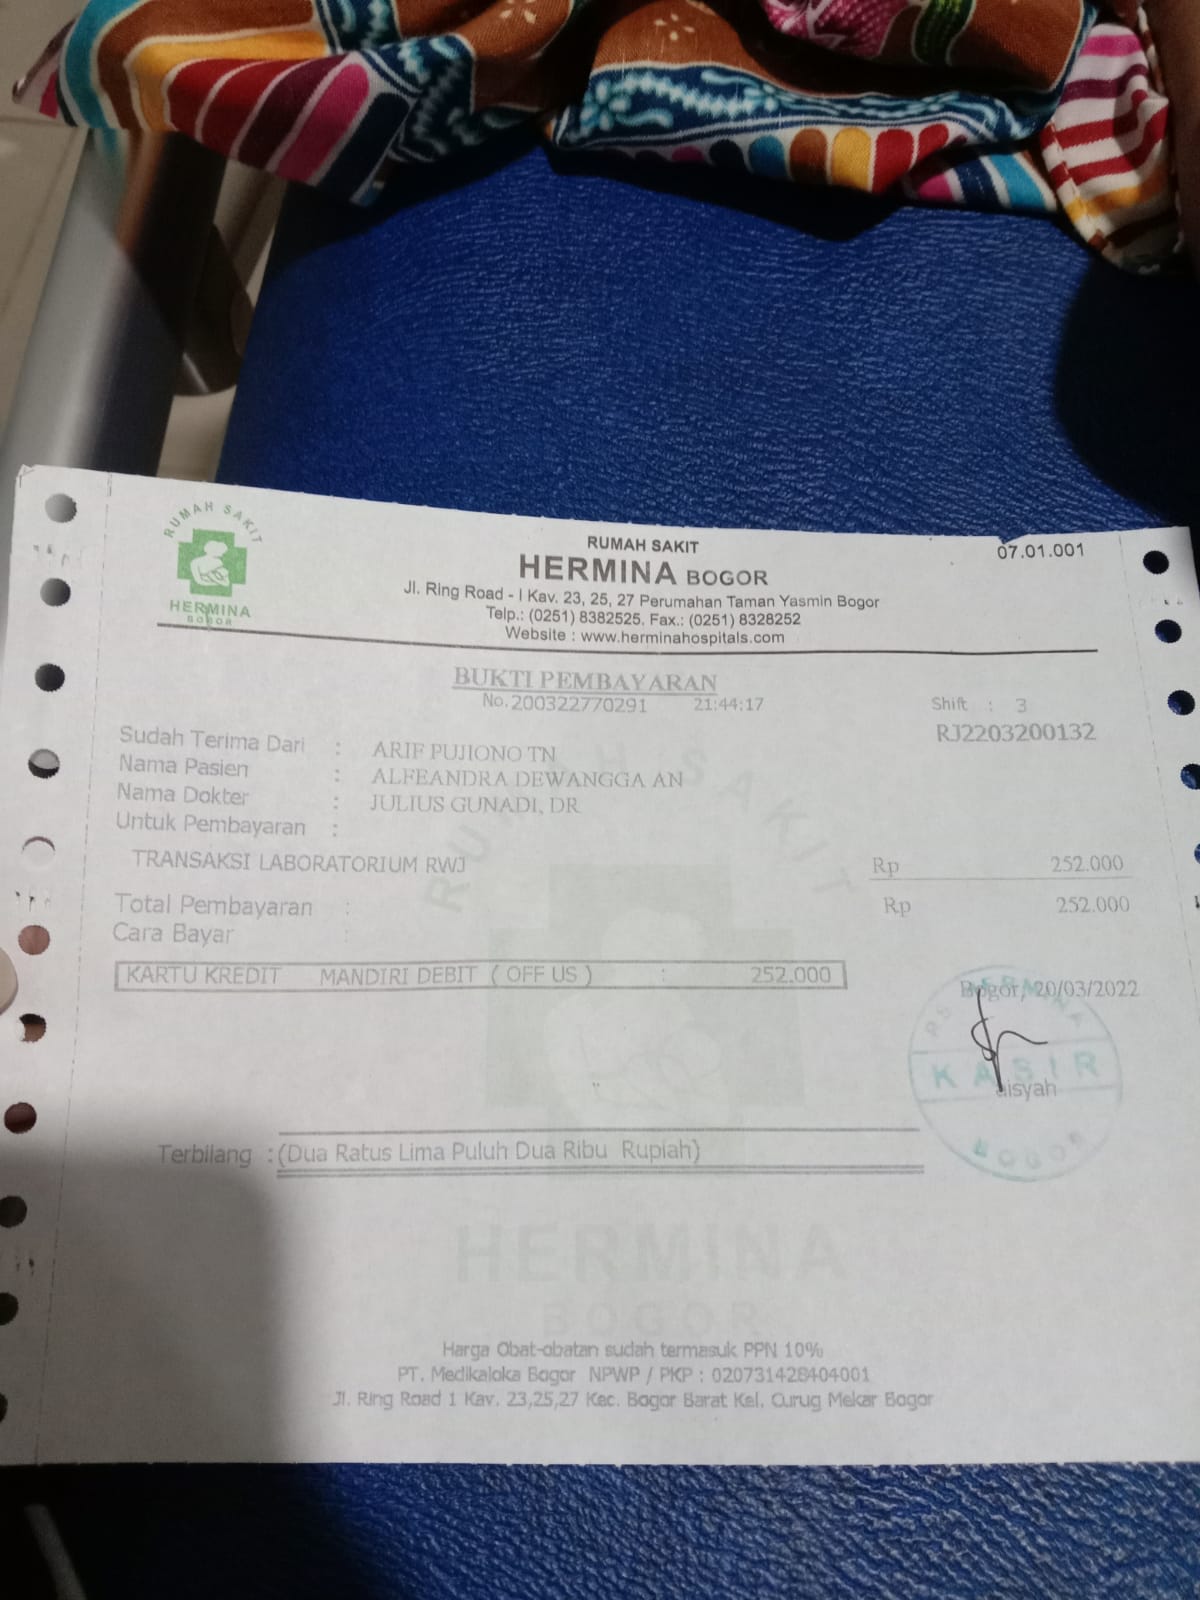 RUMAH SAKIT
HERMINA
BOGOR
RUMAH SAKIT
HERMINA BOGOR
Jl. Ring Road - I Kav. 23, 25, 27 Perumahan Taman Yasmin Bogor
Telp.: (0251) 8382525. Fax.: (0251) 8328252
Website : www.herminahospitals.com
07.01.001
BUKTI PEMBAYARAN
No.200322770291 21:44:17
Shift : 3
RJ2203200132
Sudah Terima Dari : ARIF PUJIONO TN
Nama Pasien : ALFEANDRA DEWANGGA AN
Nama Dokter : JULIUS GUNADI, DR
Untuk Pembayaran :
TRANSAKSI LABORATORIUM RWJ Rp 252.000
Total Pembayaran : Rp 252.000
Cara Bayar :
KARTU KREDIT MANDIRI DEBIT ( OFF US ) : 252.000
Bogor, 20/03/2022
RS HERMINA
KASIR
BOGOR
aisyah
Terbilang : (Dua Ratus Lima Puluh Dua Ribu Rupiah)
RUMAH SAKIT
HERMINA
BOGOR
Harga Obat-obatan sudah termasuk PPN 10%
PT. Medikaloka Bogor NPWP / PKP : 020731428404001
Jl. Ring Road 1 Kav. 23,25,27 Kec. Bogor Barat Kel. Curug Mekar Bogor